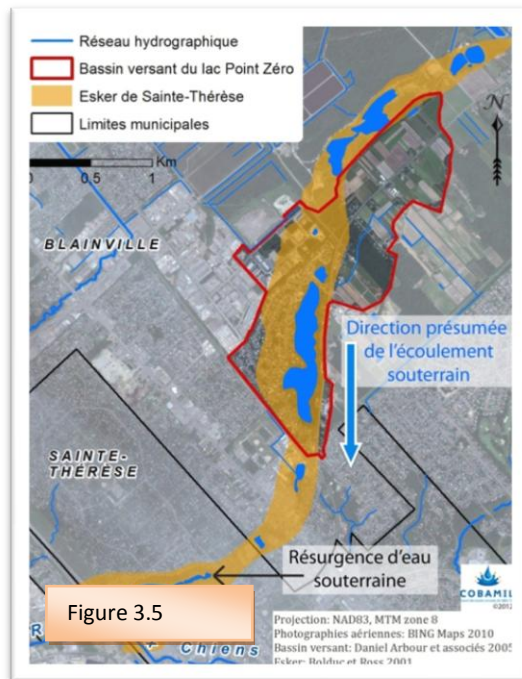 Réseau hydrographique
Bassin versant du lac Point Zéro
Esker de Sainte-Thérèse
Limites municipales
Km
0.5 1
N
BLAINVILLE
Direction présumée
de l'écoulement
souterrain
SAINTE-
THÉRÈSE
Résurgence d'eau
souterraine
Figure 3.5
Chiens
COBAMIL
Projection: NAD83, MTM zone 8
Photographies aériennes: BING Maps 2010
Bassin versant: Daniel Arbour et associés 2005
Esker: Bolduc et Ross 2001